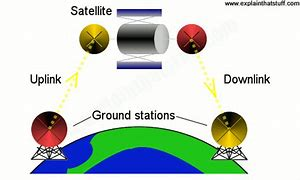 www.explainthatstuff.com
Satellite
Uplink
Downlink
Ground stations